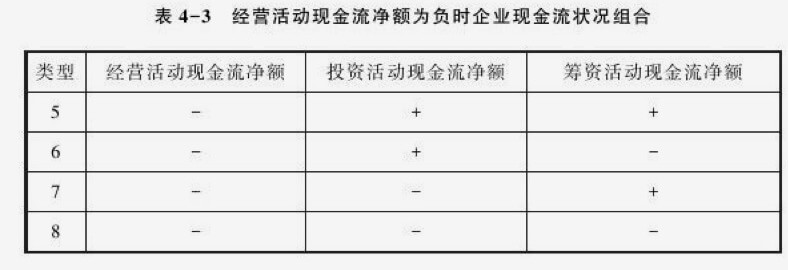 表 4-3 经营活动现金流净额为负时企业现金流状况组合
类型 经营活动现金流净额 投资活动现金流净额 筹资活动现金流净额
5 - + +
6 - + -
7 - - +
8 - - -